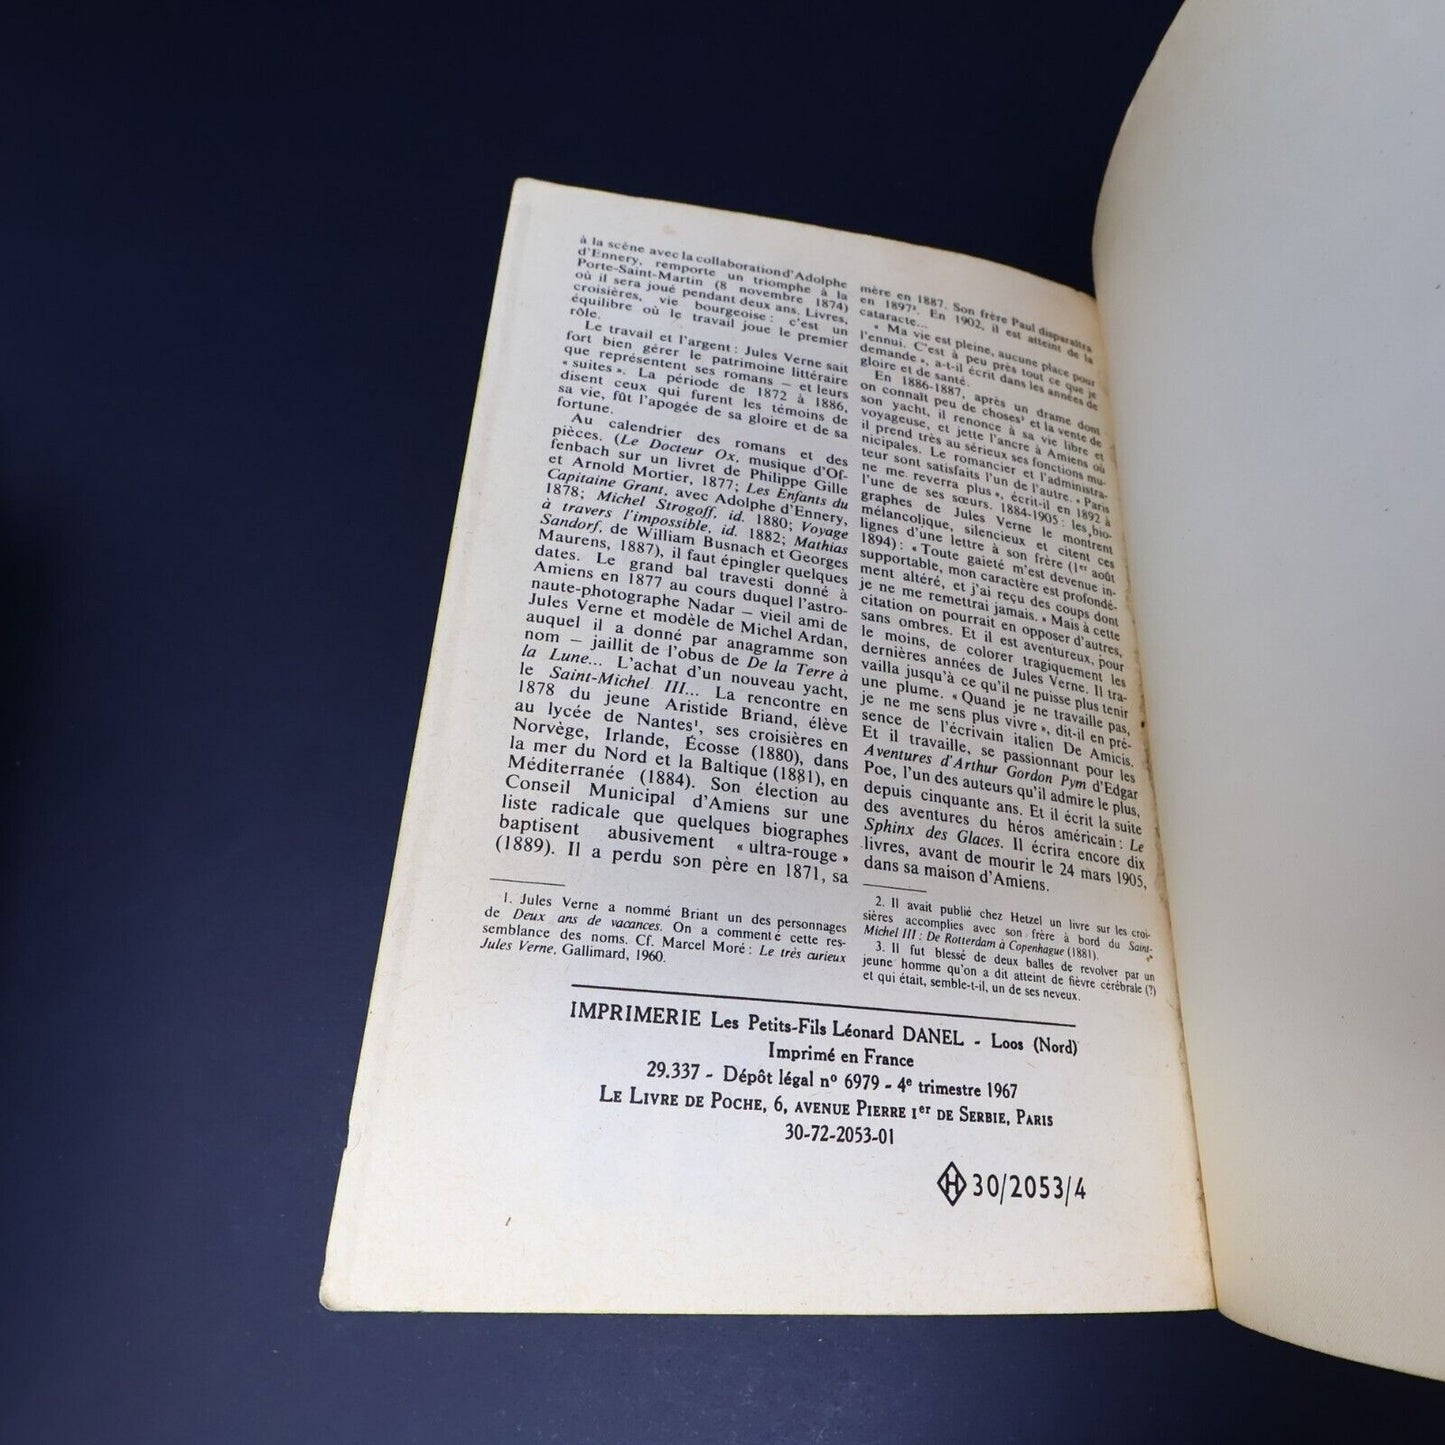 à la scène avec la collaboration d'Adolphe
d'Ennery, remporte un triomphe à la
Porte-Saint-Martin (8 novembre 1874)
où il sera joué pendant deux ans. Livres,
croisières, vie bourgeoise : c'est un
équilibre où le travail joue le premier
rôle.
Le travail et l'argent : Jules Verne sait
fort bien gérer le patrimoine littéraire
que représentent ses romans — et leurs
« suites ». La période de 1872 à 1886,
disent ceux qui furent les témoins de
sa vie, fût l'apogée de sa gloire et de sa
fortune.
Au calendrier des romans et des
pièces. (Le Docteur Ox, musique d'Of-
fenbach sur un livret de Philippe Gille
et Arnold Mortier, 1877; Les Enfants du
Capitaine Grant, avec Adolphe d'Ennery,
1878; Michel Strogoff, id. 1880; Voyage
à travers l'impossible, id. 1882; Mathias
Sandorf, de William Busnach et Georges
Maurens, 1887), il faut épingler quelques
dates. Le grand bal travesti donné à
Amiens en 1877 au cours duquel l'astro-
naute-photographe Nadar — vieil ami de
Jules Verne et modèle de Michel Ardan,
auquel il a donné par anagramme son
nom — jaillit de l'obus de De la Terre à
la Lune... L'achat d'un nouveau yacht,
le Saint-Michel III... La rencontre en
1878 du jeune Aristide Briand, élève
au lycée de Nantes¹, ses croisières en
Norvège, Irlande, Écosse (1880), dans
la mer du Nord et la Baltique (1881), en
Méditerranée (1884). Son élection au
Conseil Municipal d'Amiens sur une
liste radicale que quelques biographes
baptisent abusivement « ultra-rouge »
(1889). Il a perdu son père en 1871, sa
1. Jules Verne a nommé Briant un des personnages
de Deux ans de vacances. On a commenté cette res-
semblance des noms. Cf. Marcel Moré : Le très curieux
Jules Verne, Gallimard, 1960.
mère en 1887. Son frère Paul disparaîtra
en 1897². En 1902, il est atteint de la
cataracte...
« Ma vie est pleine, aucune place pour
l'ennui. C'est à peu près tout ce que je
demande », a-t-il écrit dans les années de
gloire et de santé.
En 1886-1887, après un drame dont
on connaît peu de choses³ et la vente de
son yacht, il renonce à sa vie libre et
voyageuse, et jette l'ancre à Amiens où
il prend très au sérieux ses fonctions mu-
nicipales. Le romancier et l'administra-
teur sont satisfaits l'un de l'autre. « Paris
ne me reverra plus », écrit-il en 1892 à
l'une de ses sœurs. 1884-1905 : les bio-
graphes de Jules Verne le montrent
mélancolique, silencieux et citent ces
lignes d'une lettre à son frère (1er août
1894) : « Toute gaieté m'est devenue in-
supportable, mon caractère est profondé-
ment altéré, et j'ai reçu des coups dont
je ne me remettrai jamais. » Mais à cette
citation on pourrait en opposer d'autres,
sans ombres. Et il est aventureux, pour
le moins, de colorer tragiquement les
dernières années de Jules Verne. Il tra-
vailla jusqu'à ce qu'il ne puisse plus tenir
une plume. « Quand je ne travaille pas,
je ne me sens plus vivre », dit-il en pré-
sence de l'écrivain italien De Amicis.
Et il travaille, se passionnant pour les
Aventures d'Arthur Gordon Pym d'Edgar
Poe, l'un des auteurs qu'il admire le plus,
depuis cinquante ans. Et il écrit la suite
des aventures du héros américain : Le
Sphinx des Glaces. Il écrira encore dix
livres, avant de mourir le 24 mars 1905,
dans sa maison d'Amiens.
2. Il avait publié chez Hetzel un livre sur les croi-
sières accomplies avec son frère à bord du Saint-
Michel III : De Rotterdam à Copenhague (1881).
3. Il fut blessé de deux balles de revolver par un
jeune homme qu'on a dit atteint de fièvre cérébrale (?)
et qui était, semble-t-il, un de ses neveux.
IMPRIMERIE Les Petits-Fils Léonard DANEL - Loos (Nord)
Imprimé en France
29.337 - Dépôt légal nº 6979 - 4e trimestre 1967
LE LIVRE DE POCHE, 6, AVENUE PIERRE 1er DE SERBIE, PARIS
30-72-2053-01
H 30/2053/4